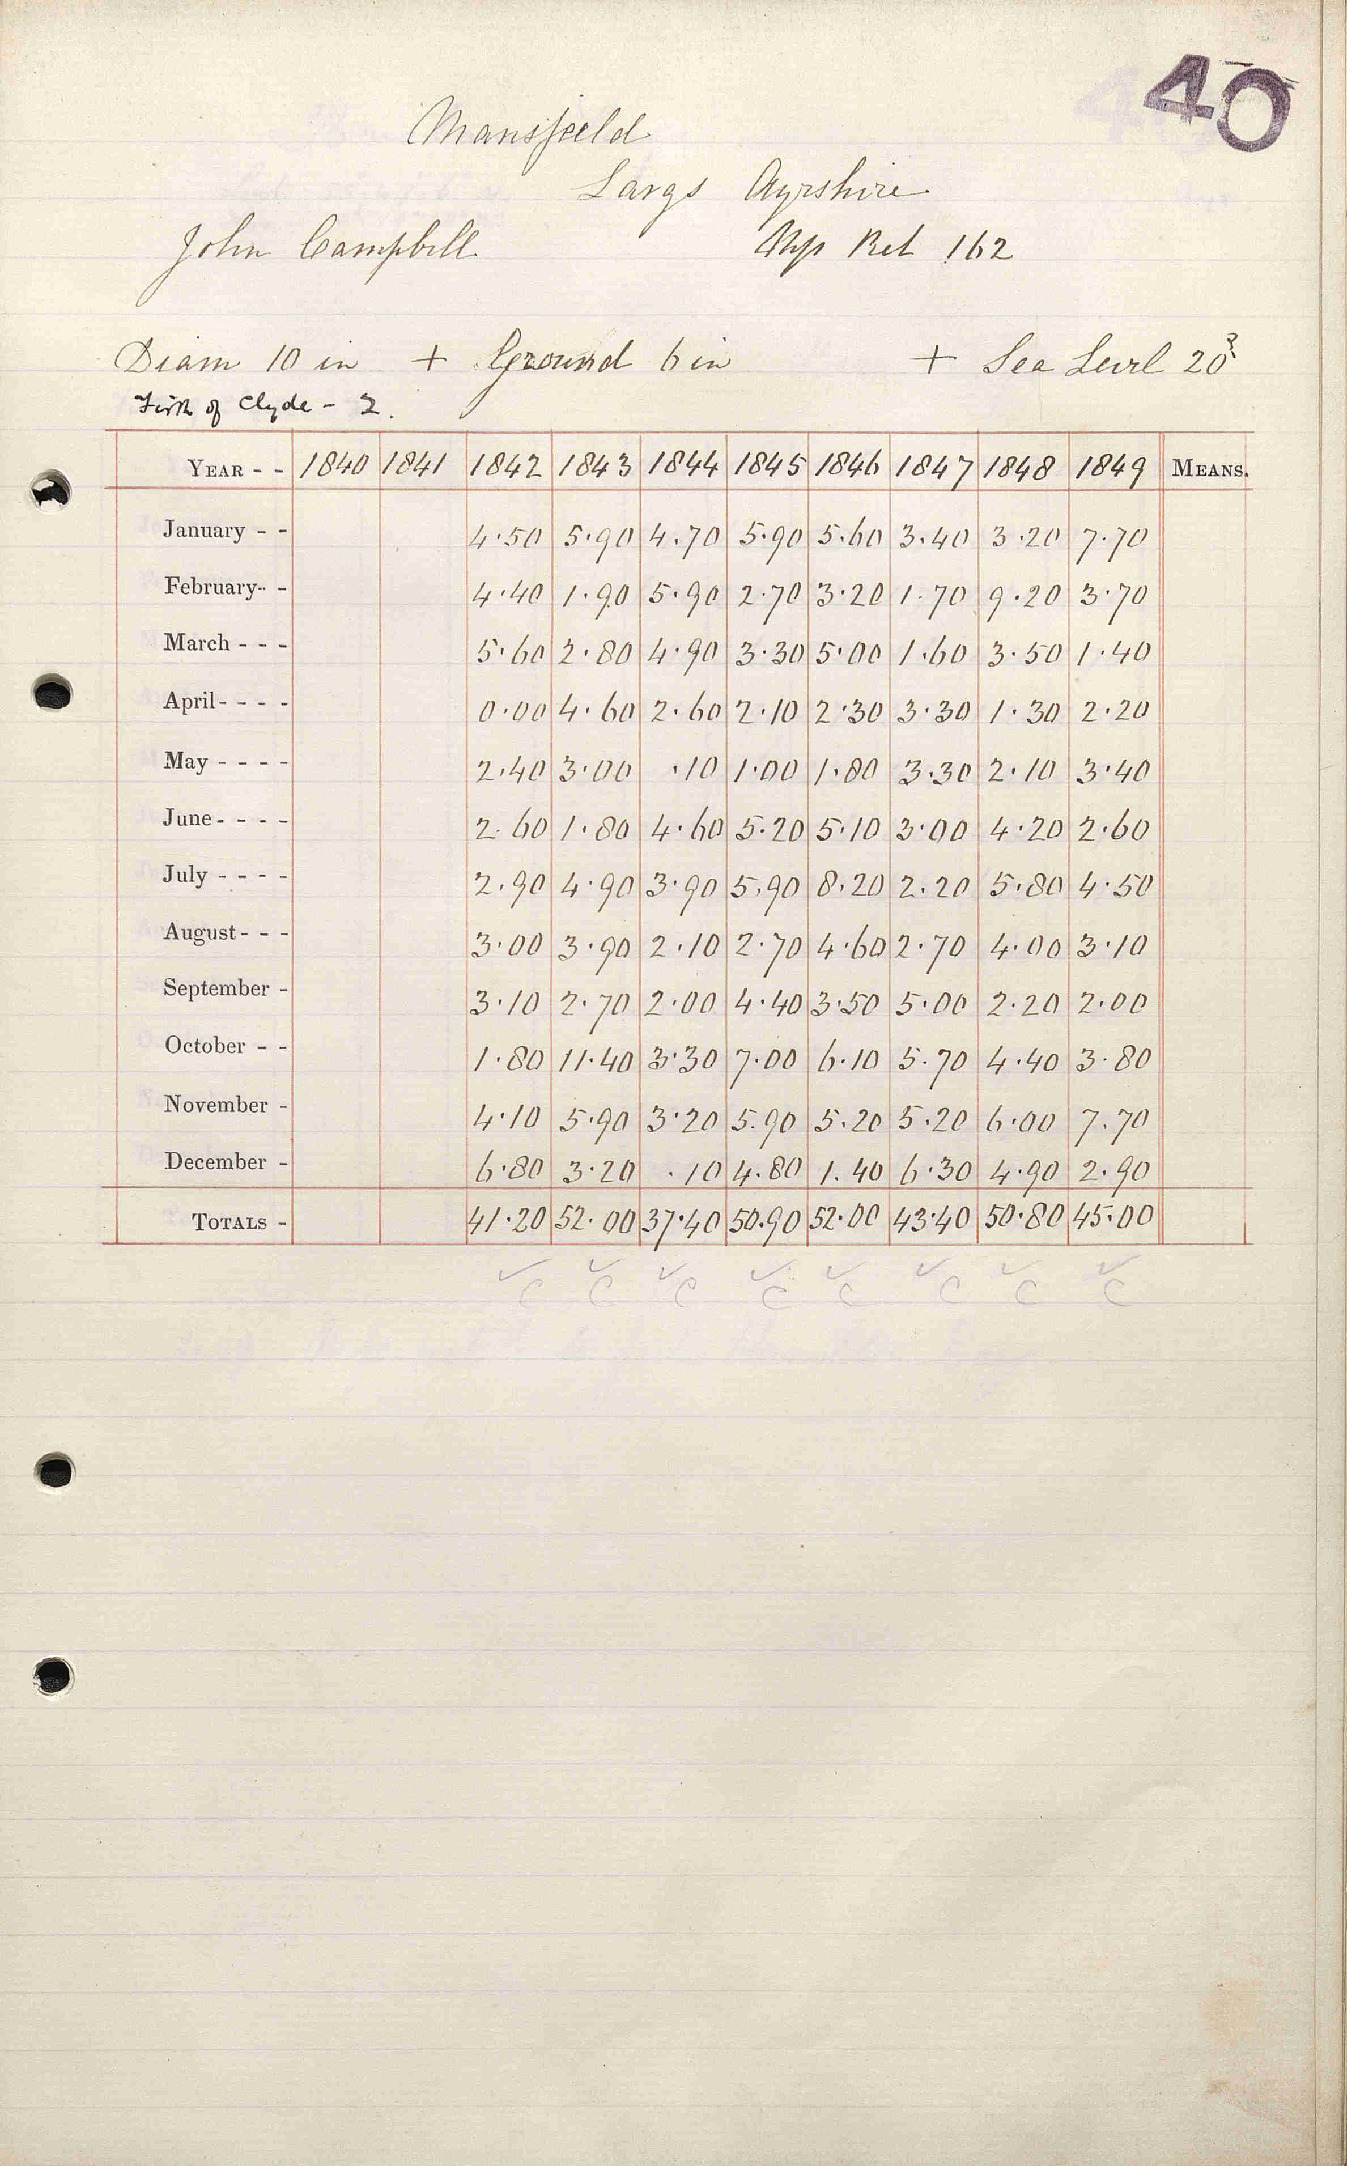 40
Mansfield
Largs Ayrshire
John Campbell Ret 162
Diam 10 in + Ground 6 in + Sea Level 20?
Firth of Clyde - 2.
YEAR - - 1840 1841 1842 1843 1844 1845 1846 1847 1848 1849 MEANS.
January - - 4.50 5.90 4.70 5.90 5.60 3.40 3.20 7.70
February - - 4.40 1.90 5.90 2.70 3.20 1.70 9.20 3.70
March - - - 5.60 2.80 4.90 3.30 5.00 1.60 3.50 1.40
April - - - - 0.00 4.60 2.60 2.10 2.30 3.30 1.30 2.20
May - - - - 2.40 3.00 .10 1.00 1.80 3.30 2.10 3.40
June - - - - 2.60 1.80 4.60 5.20 5.10 3.00 4.20 2.60
July - - - - 2.90 4.90 3.90 5.90 8.20 2.20 5.80 4.50
August - - - 3.00 3.90 2.10 2.70 4.60 2.70 4.00 3.10
September - 3.10 2.70 2.00 4.40 3.50 5.00 2.20 2.00
October - - 1.80 11.40 3.30 7.00 6.10 5.70 4.40 3.80
November - 4.10 5.90 3.20 5.90 5.20 5.20 6.00 7.70
December - 6.80 3.20 .10 4.80 1.40 6.30 4.90 2.90
TOTALS - 41.20 52.00 37.40 50.90 52.00 43.40 50.80 45.00
✓ ✓ ✓ ✓ ✓ ✓ ✓ ✓
C C C C C C C C